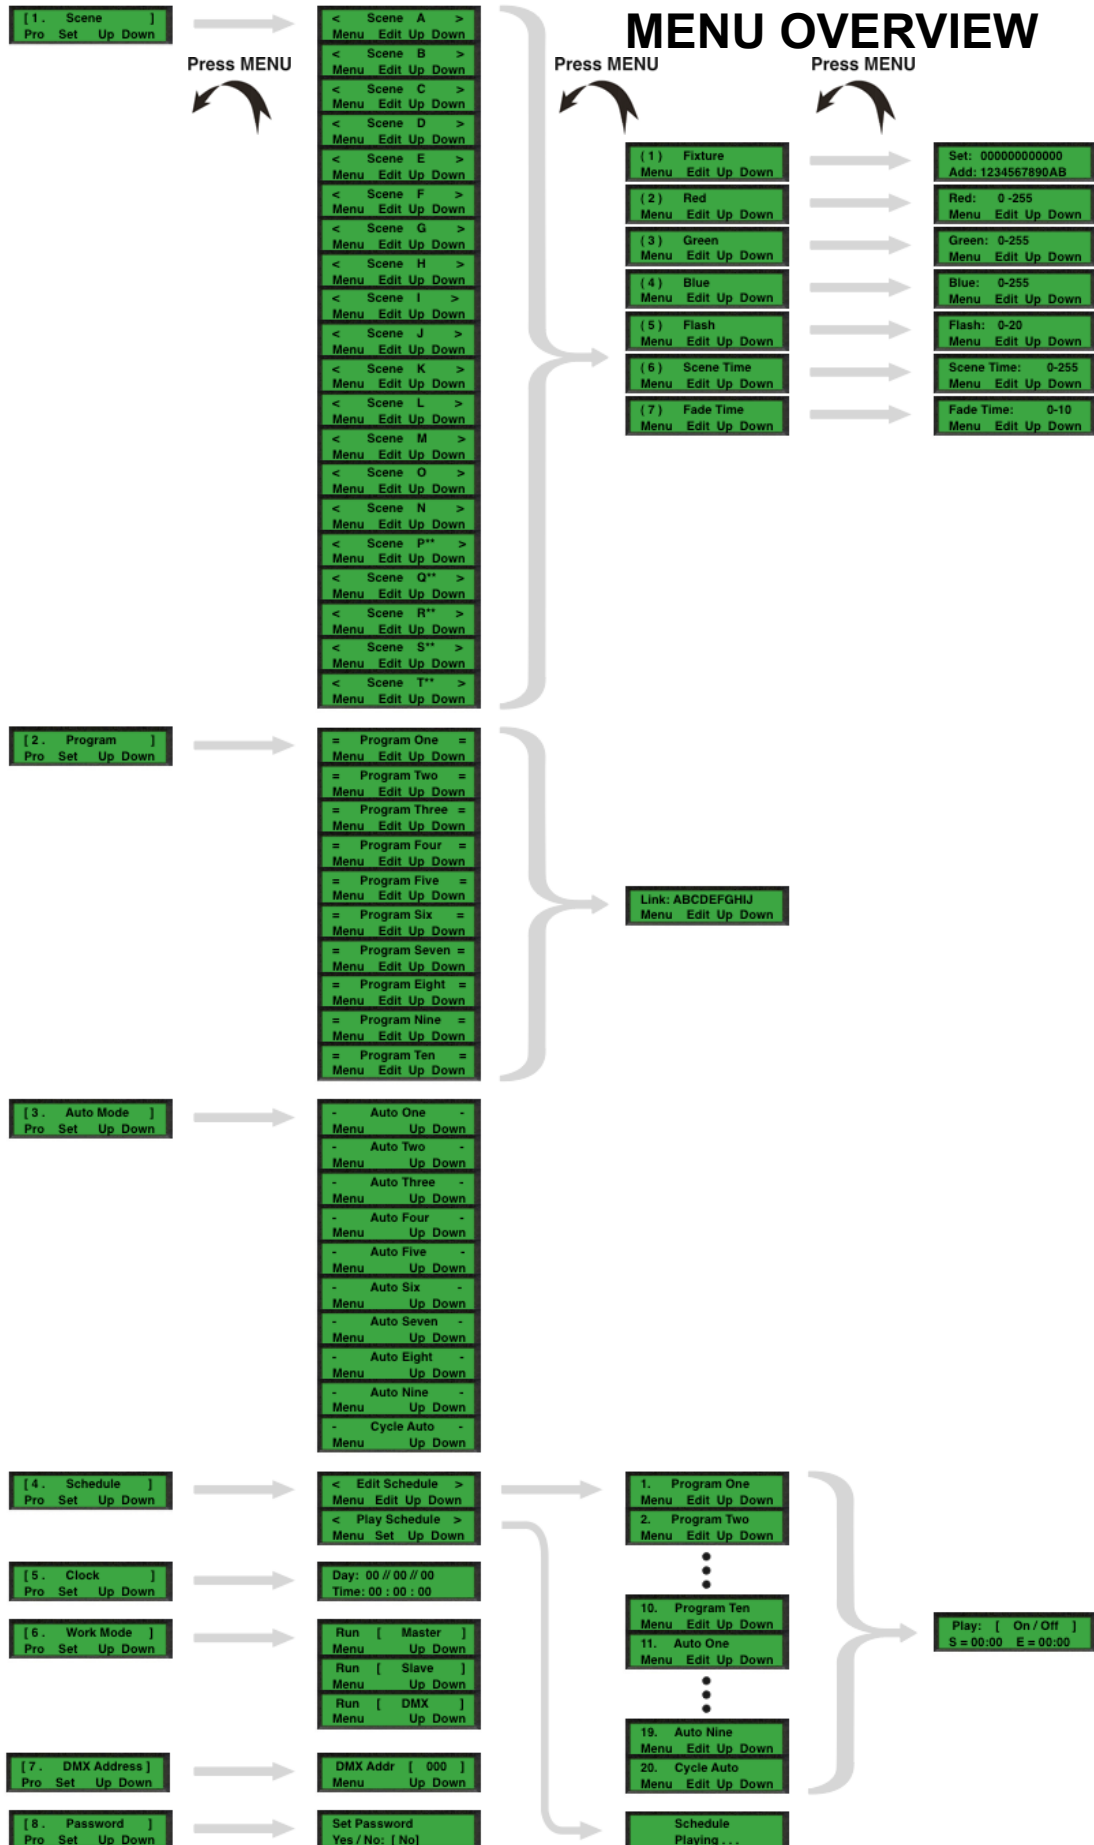 MENU OVERVIEW
Press MENU
Press MENU
Press MENU
[ 1 . Scene ]
Pro Set Up Down
< Scene A >
Menu Edit Up Down
< Scene B >
Menu Edit Up Down
< Scene C >
Menu Edit Up Down
< Scene D >
Menu Edit Up Down
< Scene E >
Menu Edit Up Down
< Scene F >
Menu Edit Up Down
< Scene G >
Menu Edit Up Down
< Scene H >
Menu Edit Up Down
< Scene I >
Menu Edit Up Down
< Scene J >
Menu Edit Up Down
< Scene K >
Menu Edit Up Down
< Scene L >
Menu Edit Up Down
< Scene M >
Menu Edit Up Down
< Scene O >
Menu Edit Up Down
< Scene N >
Menu Edit Up Down
< Scene P** >
Menu Edit Up Down
< Scene Q** >
Menu Edit Up Down
< Scene R** >
Menu Edit Up Down
< Scene S** >
Menu Edit Up Down
< Scene T** >
Menu Edit Up Down
( 1 ) Fixture
Menu Edit Up Down
Set: 000000000000
Add: 1234567890AB
( 2 ) Red
Menu Edit Up Down
Red: 0 -255
Menu Edit Up Down
( 3 ) Green
Menu Edit Up Down
Green: 0-255
Menu Edit Up Down
( 4 ) Blue
Menu Edit Up Down
Blue: 0-255
Menu Edit Up Down
( 5 ) Flash
Menu Edit Up Down
Flash: 0-20
Menu Edit Up Down
( 6 ) Scene Time
Menu Edit Up Down
Scene Time: 0-255
Menu Edit Up Down
( 7 ) Fade Time
Menu Edit Up Down
Fade Time: 0-10
Menu Edit Up Down
[ 2 . Program ]
Pro Set Up Down
= Program One =
Menu Edit Up Down
= Program Two =
Menu Edit Up Down
= Program Three =
Menu Edit Up Down
= Program Four =
Menu Edit Up Down
= Program Five =
Menu Edit Up Down
= Program Six =
Menu Edit Up Down
= Program Seven =
Menu Edit Up Down
= Program Eight =
Menu Edit Up Down
= Program Nine =
Menu Edit Up Down
= Program Ten =
Menu Edit Up Down
Link: ABCDEFGHIJ
Menu Edit Up Down
[ 3 . Auto Mode ]
Pro Set Up Down
- Auto One -
Menu Up Down
- Auto Two -
Menu Up Down
- Auto Three -
Menu Up Down
- Auto Four -
Menu Up Down
- Auto Five -
Menu Up Down
- Auto Six -
Menu Up Down
- Auto Seven -
Menu Up Down
- Auto Eight -
Menu Up Down
- Auto Nine -
Menu Up Down
- Cycle Auto -
Menu Up Down
[ 4 . Schedule ]
Pro Set Up Down
< Edit Schedule >
Menu Edit Up Down
< Play Schedule >
Menu Set Up Down
1. Program One
Menu Edit Up Down
2. Program Two
Menu Edit Up Down
10. Program Ten
Menu Edit Up Down
11. Auto One
Menu Edit Up Down
19. Auto Nine
Menu Edit Up Down
20. Cycle Auto
Menu Edit Up Down
Play: [ On / Off ]
S = 00:00 E = 00:00
Schedule
Playing . . .
[ 5 . Clock ]
Pro Set Up Down
Day: 00 // 00 // 00
Time: 00 : 00 : 00
[ 6 . Work Mode ]
Pro Set Up Down
Run [ Master ]
Menu Up Down
Run [ Slave ]
Menu Up Down
Run [ DMX ]
Menu Up Down
[ 7 . DMX Address ]
Pro Set Up Down
DMX Addr [ 000 ]
Menu Up Down
[ 8 . Password ]
Pro Set Up Down
Set Password
Yes / No: [ No]